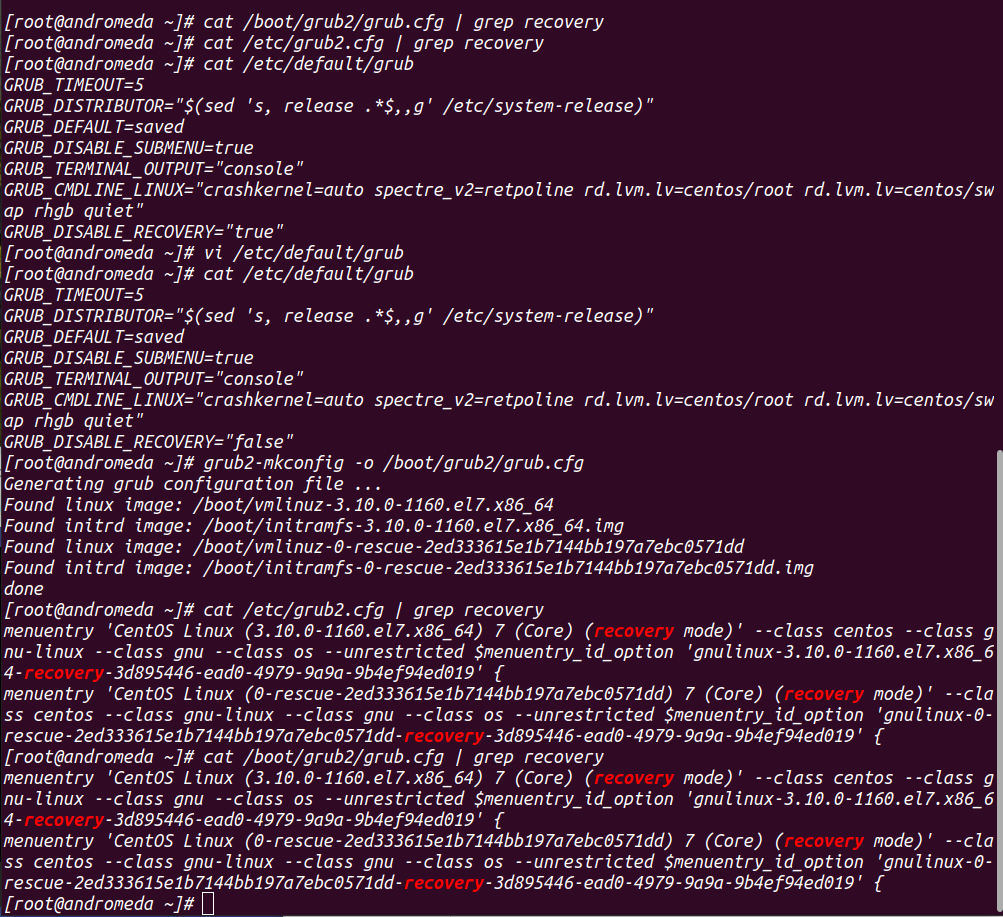 [root@andromeda ~]# cat /boot/grub2/grub.cfg | grep recovery
[root@andromeda ~]# cat /etc/grub2.cfg | grep recovery
[root@andromeda ~]# cat /etc/default/grub
GRUB_TIMEOUT=5
GRUB_DISTRIBUTOR="$(sed 's, release .*$,,g' /etc/system-release)"
GRUB_DEFAULT=saved
GRUB_DISABLE_SUBMENU=true
GRUB_TERMINAL_OUTPUT="console"
GRUB_CMDLINE_LINUX="crashkernel=auto spectre_v2=retpoline rd.lvm.lv=centos/root rd.lvm.lv=centos/sw
ap rhgb quiet"
GRUB_DISABLE_RECOVERY="true"
[root@andromeda ~]# vi /etc/default/grub
[root@andromeda ~]# cat /etc/default/grub
GRUB_TIMEOUT=5
GRUB_DISTRIBUTOR="$(sed 's, release .*$,,g' /etc/system-release)"
GRUB_DEFAULT=saved
GRUB_DISABLE_SUBMENU=true
GRUB_TERMINAL_OUTPUT="console"
GRUB_CMDLINE_LINUX="crashkernel=auto spectre_v2=retpoline rd.lvm.lv=centos/root rd.lvm.lv=centos/sw
ap rhgb quiet"
GRUB_DISABLE_RECOVERY="false"
[root@andromeda ~]# grub2-mkconfig -o /boot/grub2/grub.cfg
Generating grub configuration file ...
Found linux image: /boot/vmlinuz-3.10.0-1160.el7.x86_64
Found initrd image: /boot/initramfs-3.10.0-1160.el7.x86_64.img
Found linux image: /boot/vmlinuz-0-rescue-2ed333615e1b7144bb197a7ebc0571dd
Found initrd image: /boot/initramfs-0-rescue-2ed333615e1b7144bb197a7ebc0571dd.img
done
[root@andromeda ~]# cat /etc/grub2.cfg | grep recovery
menuentry 'CentOS Linux (3.10.0-1160.el7.x86_64) 7 (Core) (recovery mode)' --class centos --class g
nu-linux --class gnu --class os --unrestricted $menuentry_id_option 'gnulinux-3.10.0-1160.el7.x86_6
4-recovery-3d895446-ead0-4979-9a9a-9b4ef94ed019' {
menuentry 'CentOS Linux (0-rescue-2ed333615e1b7144bb197a7ebc0571dd) 7 (Core) (recovery mode)' --cla
ss centos --class gnu-linux --class gnu --class os --unrestricted $menuentry_id_option 'gnulinux-0-
rescue-2ed333615e1b7144bb197a7ebc0571dd-recovery-3d895446-ead0-4979-9a9a-9b4ef94ed019' {
[root@andromeda ~]# cat /boot/grub2/grub.cfg | grep recovery
menuentry 'CentOS Linux (3.10.0-1160.el7.x86_64) 7 (Core) (recovery mode)' --class centos --class g
nu-linux --class gnu --class os --unrestricted $menuentry_id_option 'gnulinux-3.10.0-1160.el7.x86_6
4-recovery-3d895446-ead0-4979-9a9a-9b4ef94ed019' {
menuentry 'CentOS Linux (0-rescue-2ed333615e1b7144bb197a7ebc0571dd) 7 (Core) (recovery mode)' --cla
ss centos --class gnu-linux --class gnu --class os --unrestricted $menuentry_id_option 'gnulinux-0-
rescue-2ed333615e1b7144bb197a7ebc0571dd-recovery-3d895446-ead0-4979-9a9a-9b4ef94ed019' {
[root@andromeda ~]#